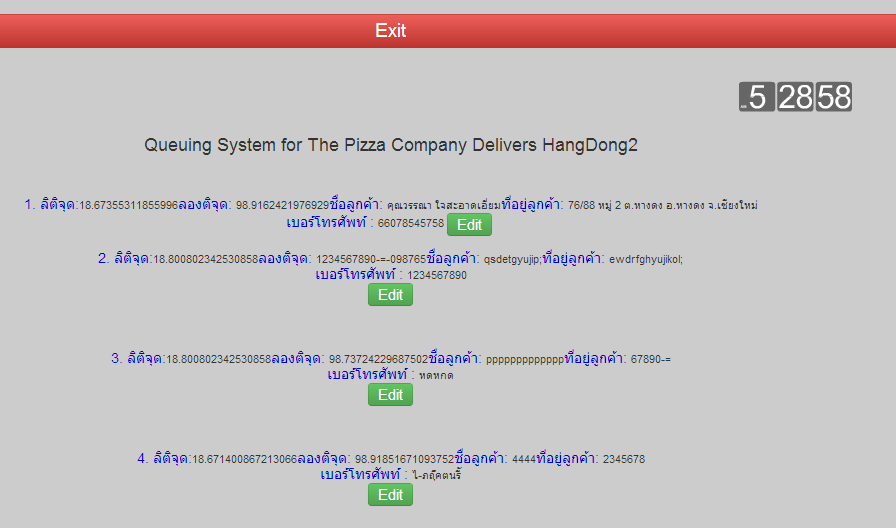 Exit
5 28 58
Queuing System for The Pizza Company Delivers HangDong2
1. ลิติจุด:18.67355311855996ลองติจุด: 98.9162421976929ชื่อลูกค้า: คุณวรรณา ใจสะอาดเอี่ยมที่อยู่ลูกค้า: 76/88 หมู่ 2 ต.หางดง อ.หางดง จ.เชียงใหม่
เบอร์โทรศัพท์ : 66078545758 Edit
2. ลิติจุด:18.800802342530858ลองติจุด: 1234567890-=-098765ชื่อลูกค้า: qsdetgyujip;ที่อยู่ลูกค้า: ewdrfghyujikol;
เบอร์โทรศัพท์ : 1234567890
Edit
3. ลิติจุด:18.800802342530858ลองติจุด: 98.73724229687502ชื่อลูกค้า: pppppppppppppที่อยู่ลูกค้า: 67890-=
เบอร์โทรศัพท์ : หดหกด
Edit
4. ลิติจุด:18.671400867213066ลองติจุด: 98.91851671093752ชื่อลูกค้า: 4444ที่อยู่ลูกค้า: 2345678
เบอร์โทรศัพท์ :
Edit